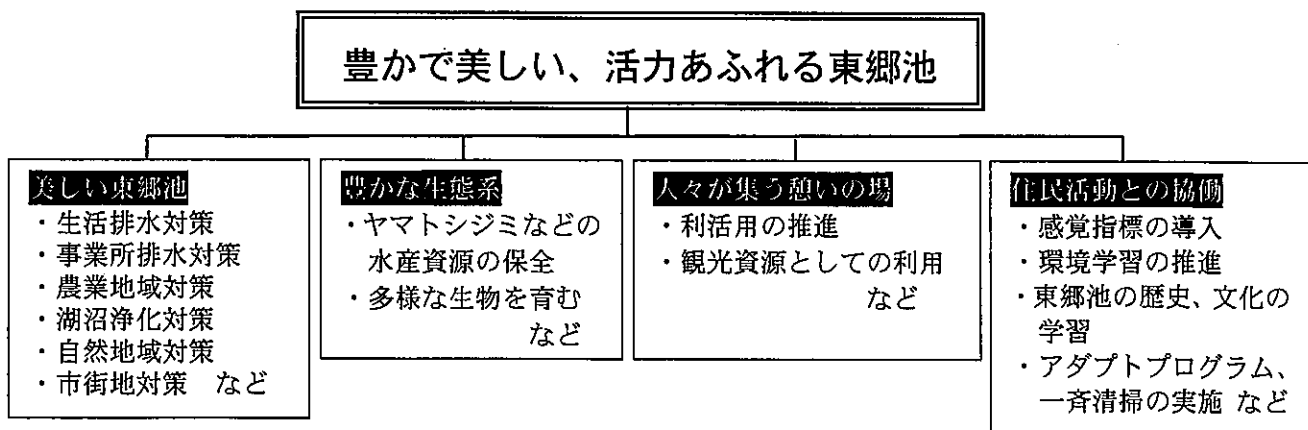 豊かで美しい、活力あふれる東郷池
美しい東郷池
・生活排水対策
・事業所排水対策
・農業地域対策
・湖沼浄化対策
・自然地域対策
・市街地対策　など
豊かな生態系
・ヤマトシジミなどの
水産資源の保全
・多様な生物を育む
など
人々が集う憩いの場
・利活用の推進
・観光資源としての利用
など
住民活動との協働
・感覚指標の導入
・環境学習の推進
・東郷池の歴史、文化の
学習
・アダプトプログラム、
一斉清掃の実施 など